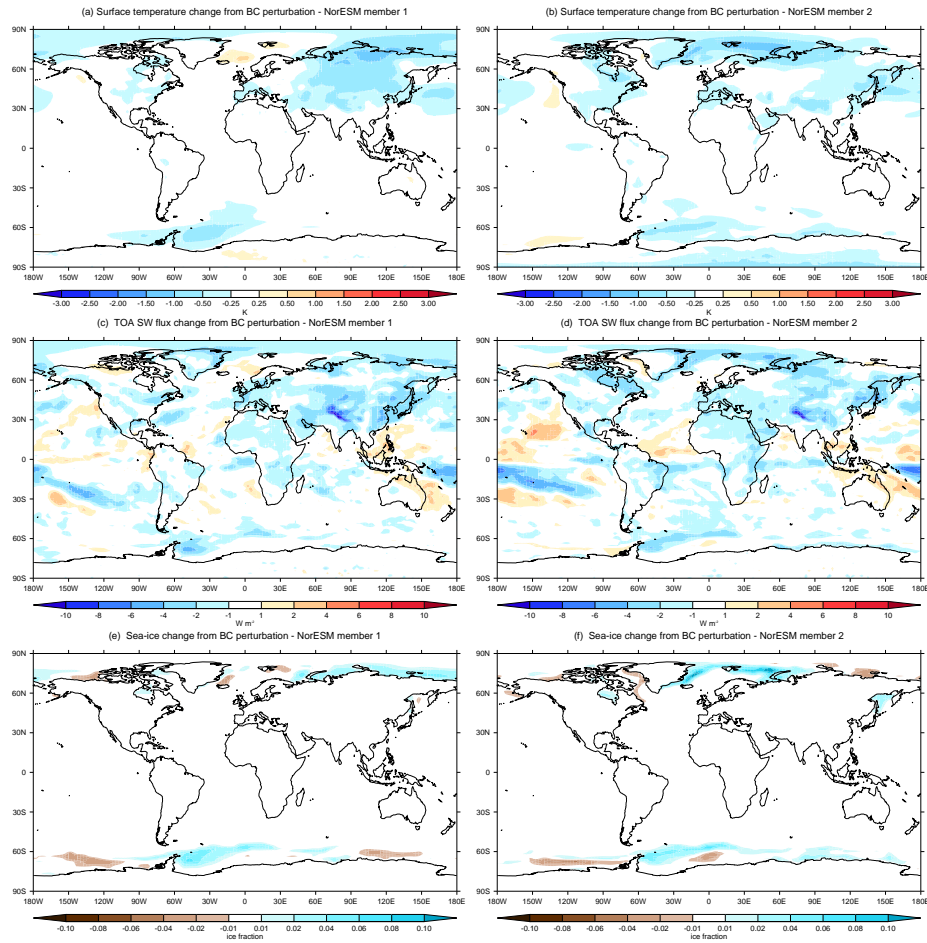 (a) Surface temperature change from BC perturbation - NorESM member 1
90N
60N
30N
0
30S
60S
90S
180W 150W 120W 90W 60W 30W 0 30E 60E 90E 120E 150E 180E
-3.00 -2.50 -1.50 -1.00 -0.50 -0.25 0.25 0.50 1.00 1.50 2.00 2.50 3.00
K
(b) Surface temperature change from BC perturbation - NorESM member 2
90N
60N
30N
0
30S
60S
90S
180W 150W 120W 90W 60W 30W 0 30E 60E 90E 120E 150E 180E
-3.00 -2.50 -1.50 -1.00 -0.50 -0.25 0.25 0.50 1.00 1.50 2.00 2.50 3.00
K
(c) TOA SW flux change from BC perturbation - NorESM member 1
90N
60N
30N
0
30S
60S
90S
180W 150W 120W 90W 60W 30W 0 30E 60E 90E 120E 150E 180E
-10 -8 -6 -4 -2 -1 1 2 4 6 8 10
W m⁻²
(d) TOA SW flux change from BC perturbation - NorESM member 2
90N
60N
30N
0
30S
60S
90S
180W 150W 120W 90W 60W 30W 0 30E 60E 90E 120E 150E 180E
-10 -8 -6 -4 -2 -1 1 2 4 6 8 10
W m⁻²
(e) Sea-ice change from BC perturbation - NorESM member 1
90N
60N
30N
0
30S
60S
90S
180W 150W 120W 90W 60W 30W 0 30E 60E 90E 120E 150E 180E
-0.10 -0.08 -0.06 -0.04 -0.02 -0.01 0.01 0.02 0.04 0.06 0.08 0.10
ice fraction
(f) Sea-ice change from BC perturbation - NorESM member 2
90N
60N
30N
0
30S
60S
90S
180W 150W 120W 90W 60W 30W 0 30E 60E 90E 120E 150E 180E
-0.10 -0.08 -0.06 -0.04 -0.02 -0.01 0.01 0.02 0.04 0.06 0.08 0.10
ice fraction